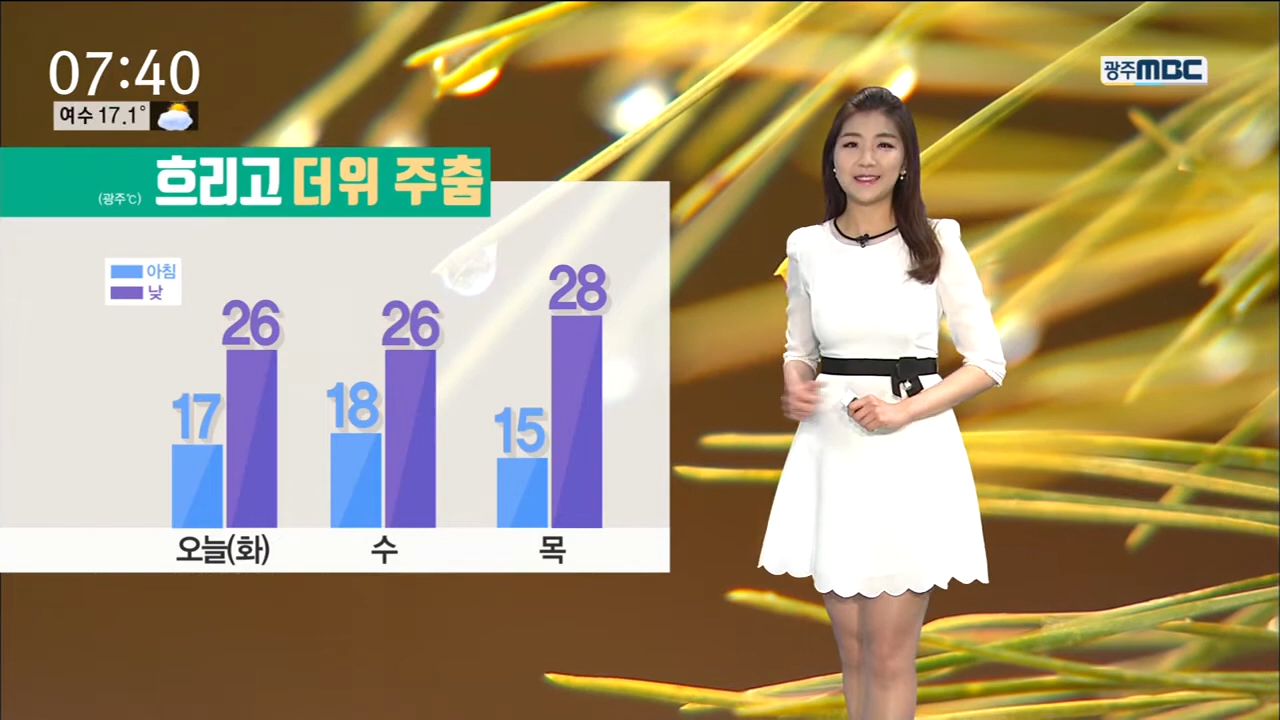 07:40
여수 17.1°
광주MBC
(광주℃) 흐리고 더위 주춤
아침
낮
26
26
28
17
18
15
오늘(화)
수
목